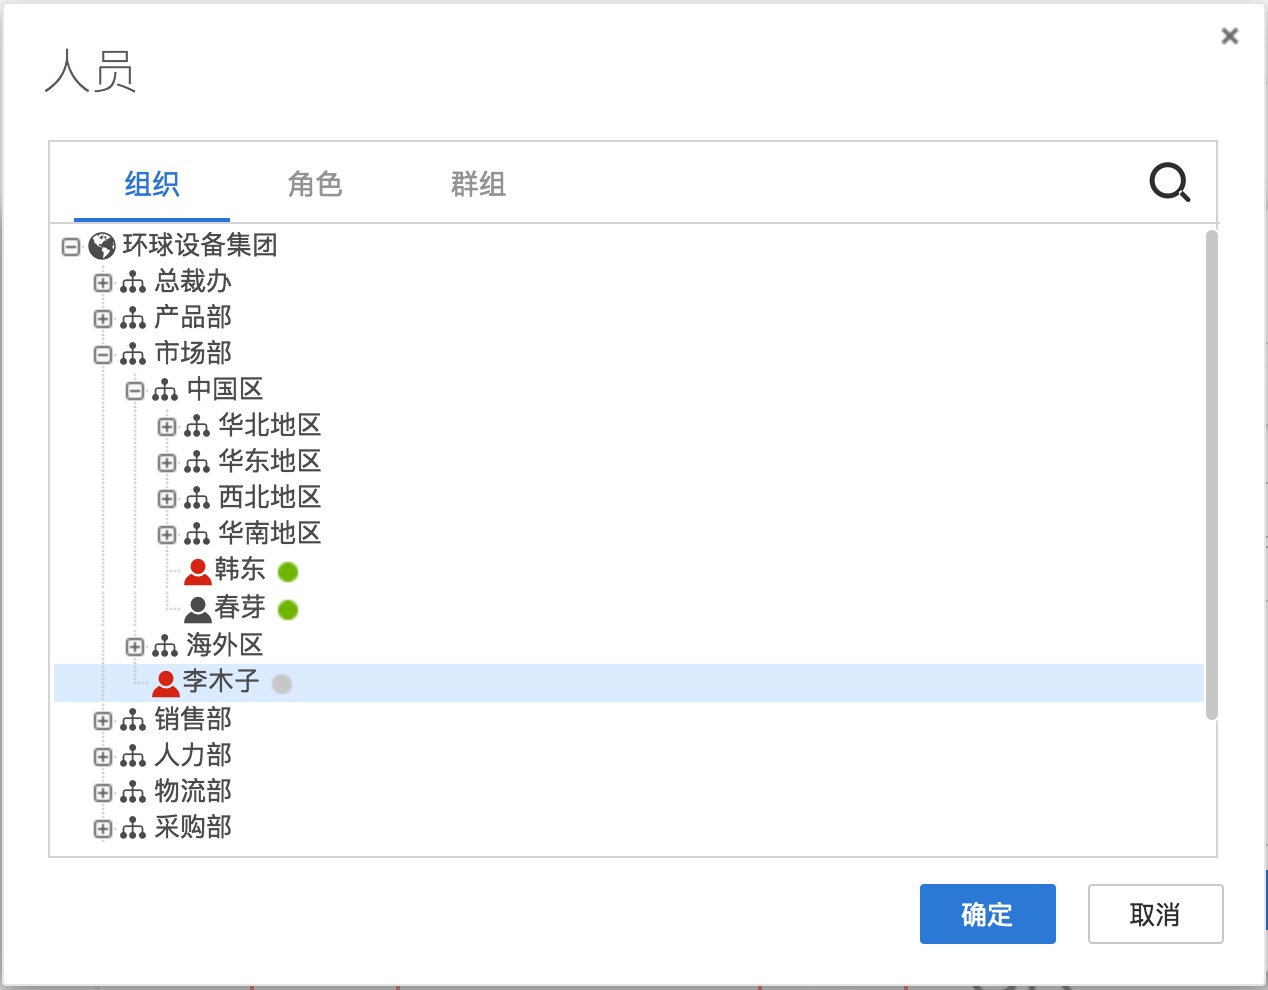 人员
组织 角色 群组
环球设备集团
总裁办
产品部
市场部
中国区
华北地区
华东地区
西北地区
华南地区
韩东
春芽
海外区
李木子
销售部
人力部
物流部
采购部
确定 取消